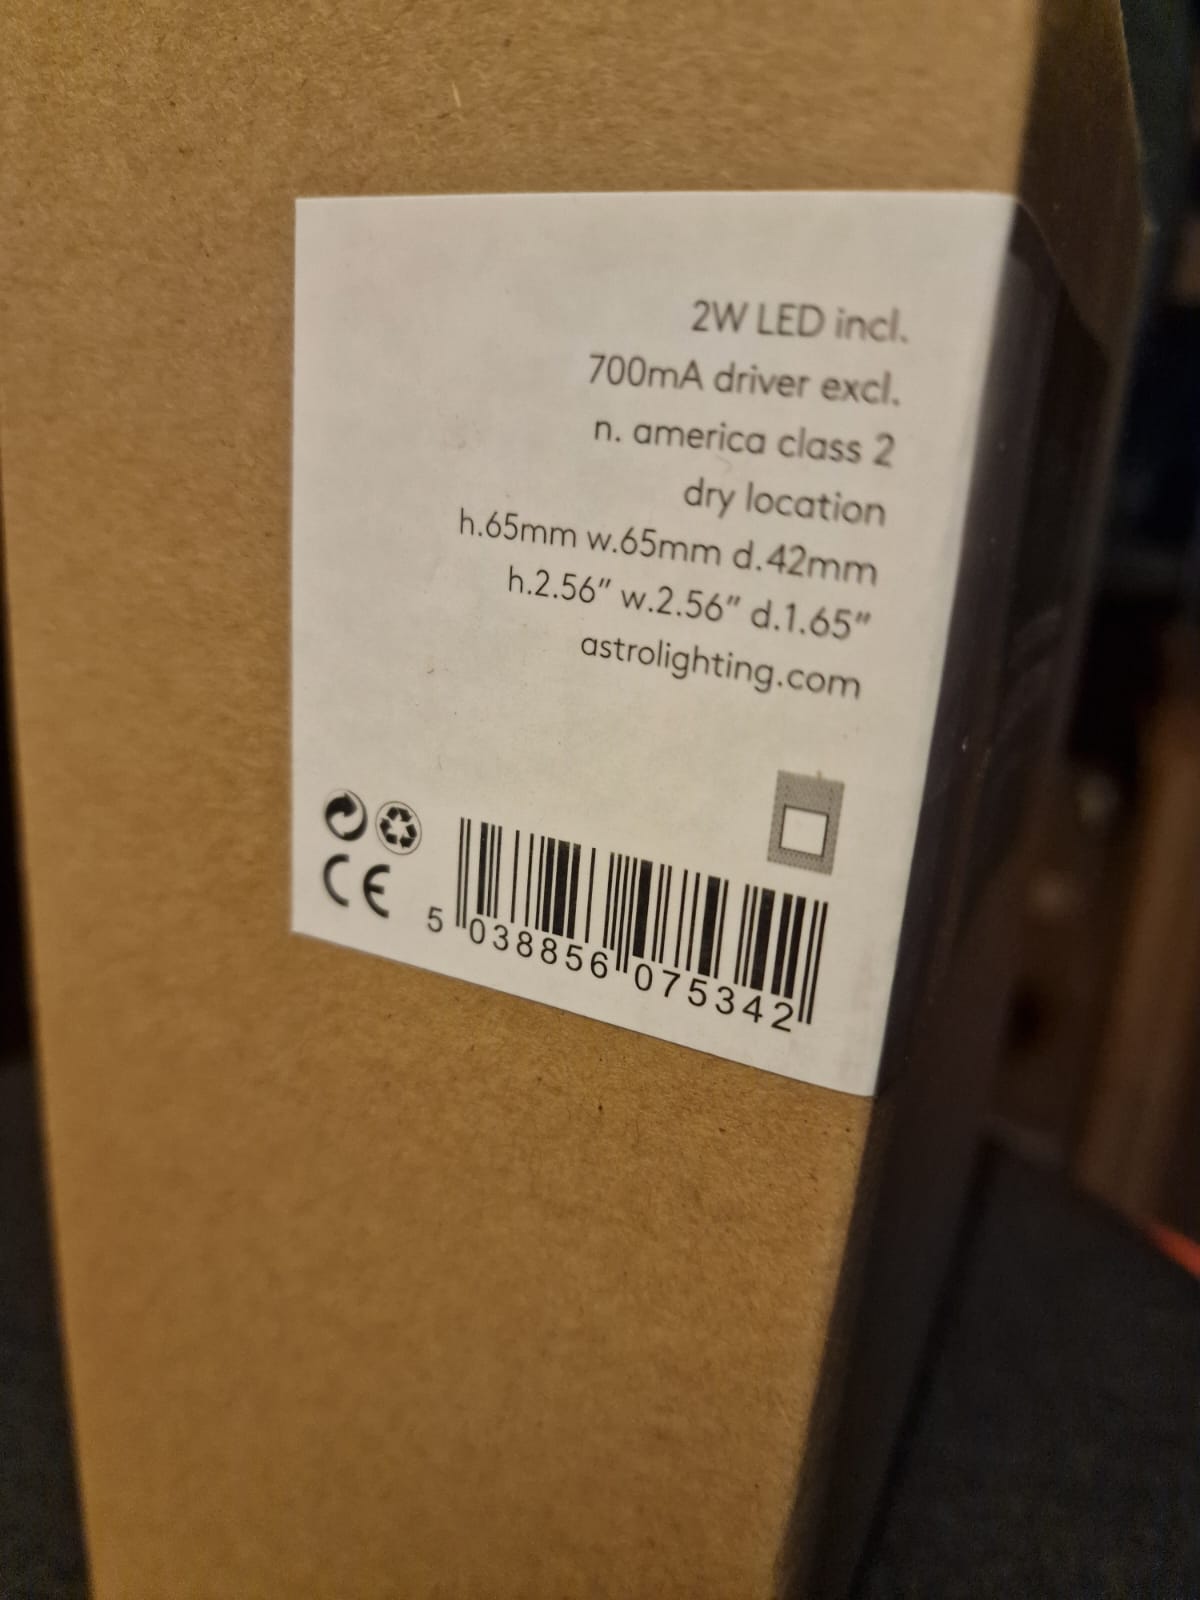 2W LED incl.
700mA driver excl.
n. america class 2
dry location
h.65mm w.65mm d.42mm
h.2.56” w.2.56” d.1.65”
astrolighting.com
CE
5 038856 075342